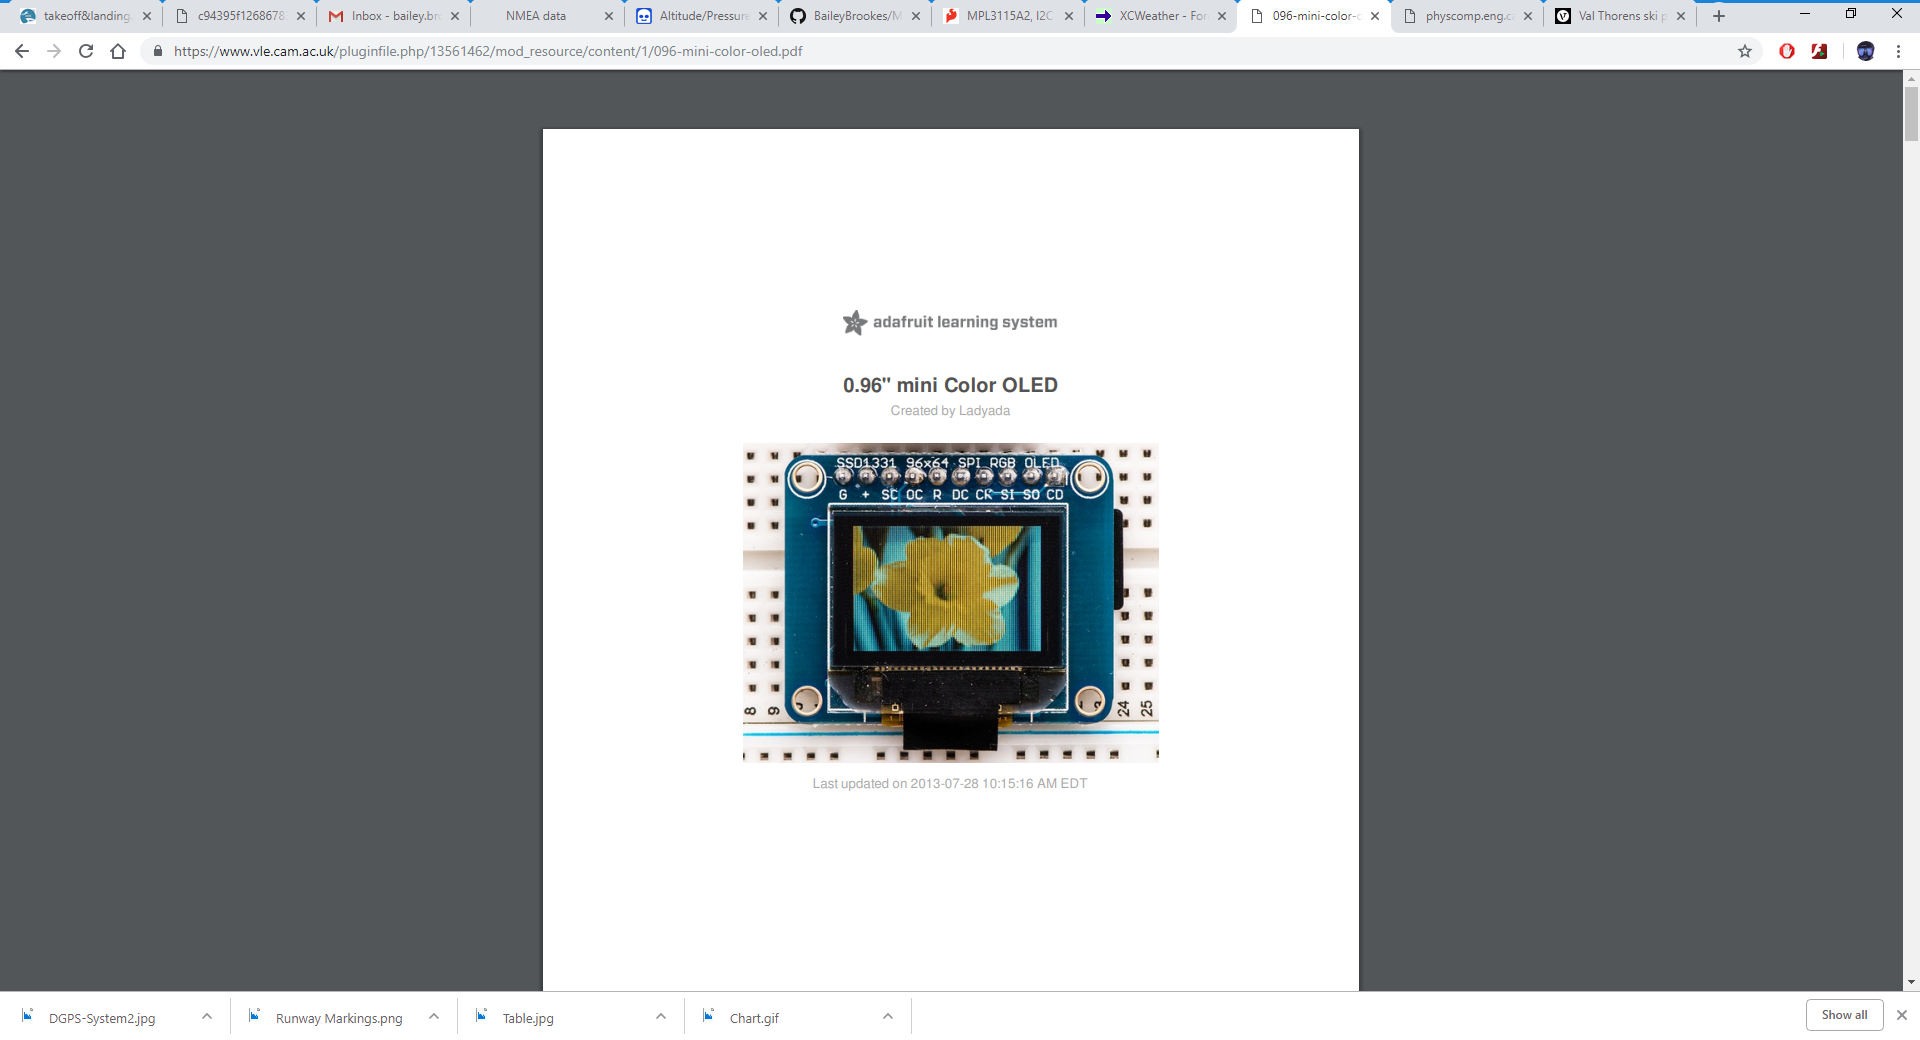 takeoff&landing
c94395f1268678
Inbox - bailey.br
NMEA data
Altitude/Pressure
BaileyBrookes/M
MPL3115A2, I2C
XCWeather - For
096-mini-color-o
physcomp.eng.c
Val Thorens ski p
https://www.vle.cam.ac.uk/pluginfile.php/13561462/mod_resource/content/1/096-mini-color-oled.pdf
adafruit learning system
0.96" mini Color OLED
Created by Ladyada
SSD1331 96x64 SPI RGB OLED
G + SC OC R DC CK SI SO CD
8 9 24 25
Last updated on 2013-07-28 10:15:16 AM EDT
DGPS-System2.jpg
Runway Markings.png
Table.jpg
Chart.gif
Show all